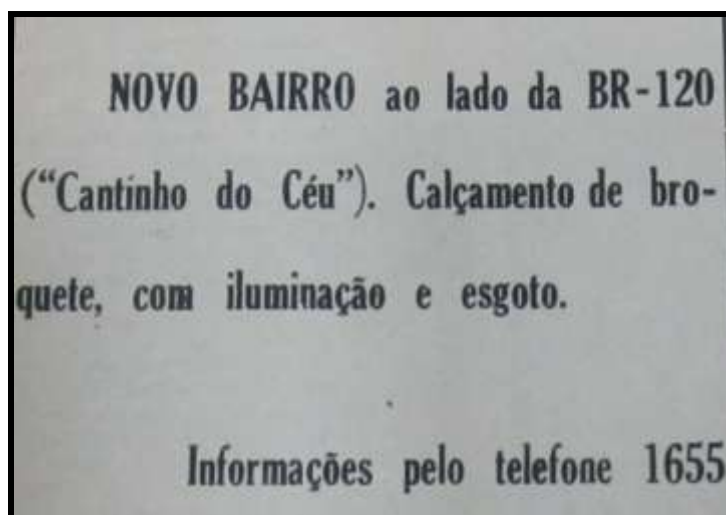 NOVO BAIRRO ao lado da BR-120
(“Cantinho do Céu”). Calçamento de bro-
quete, com iluminação e esgoto.
Informações pelo telefone 1655